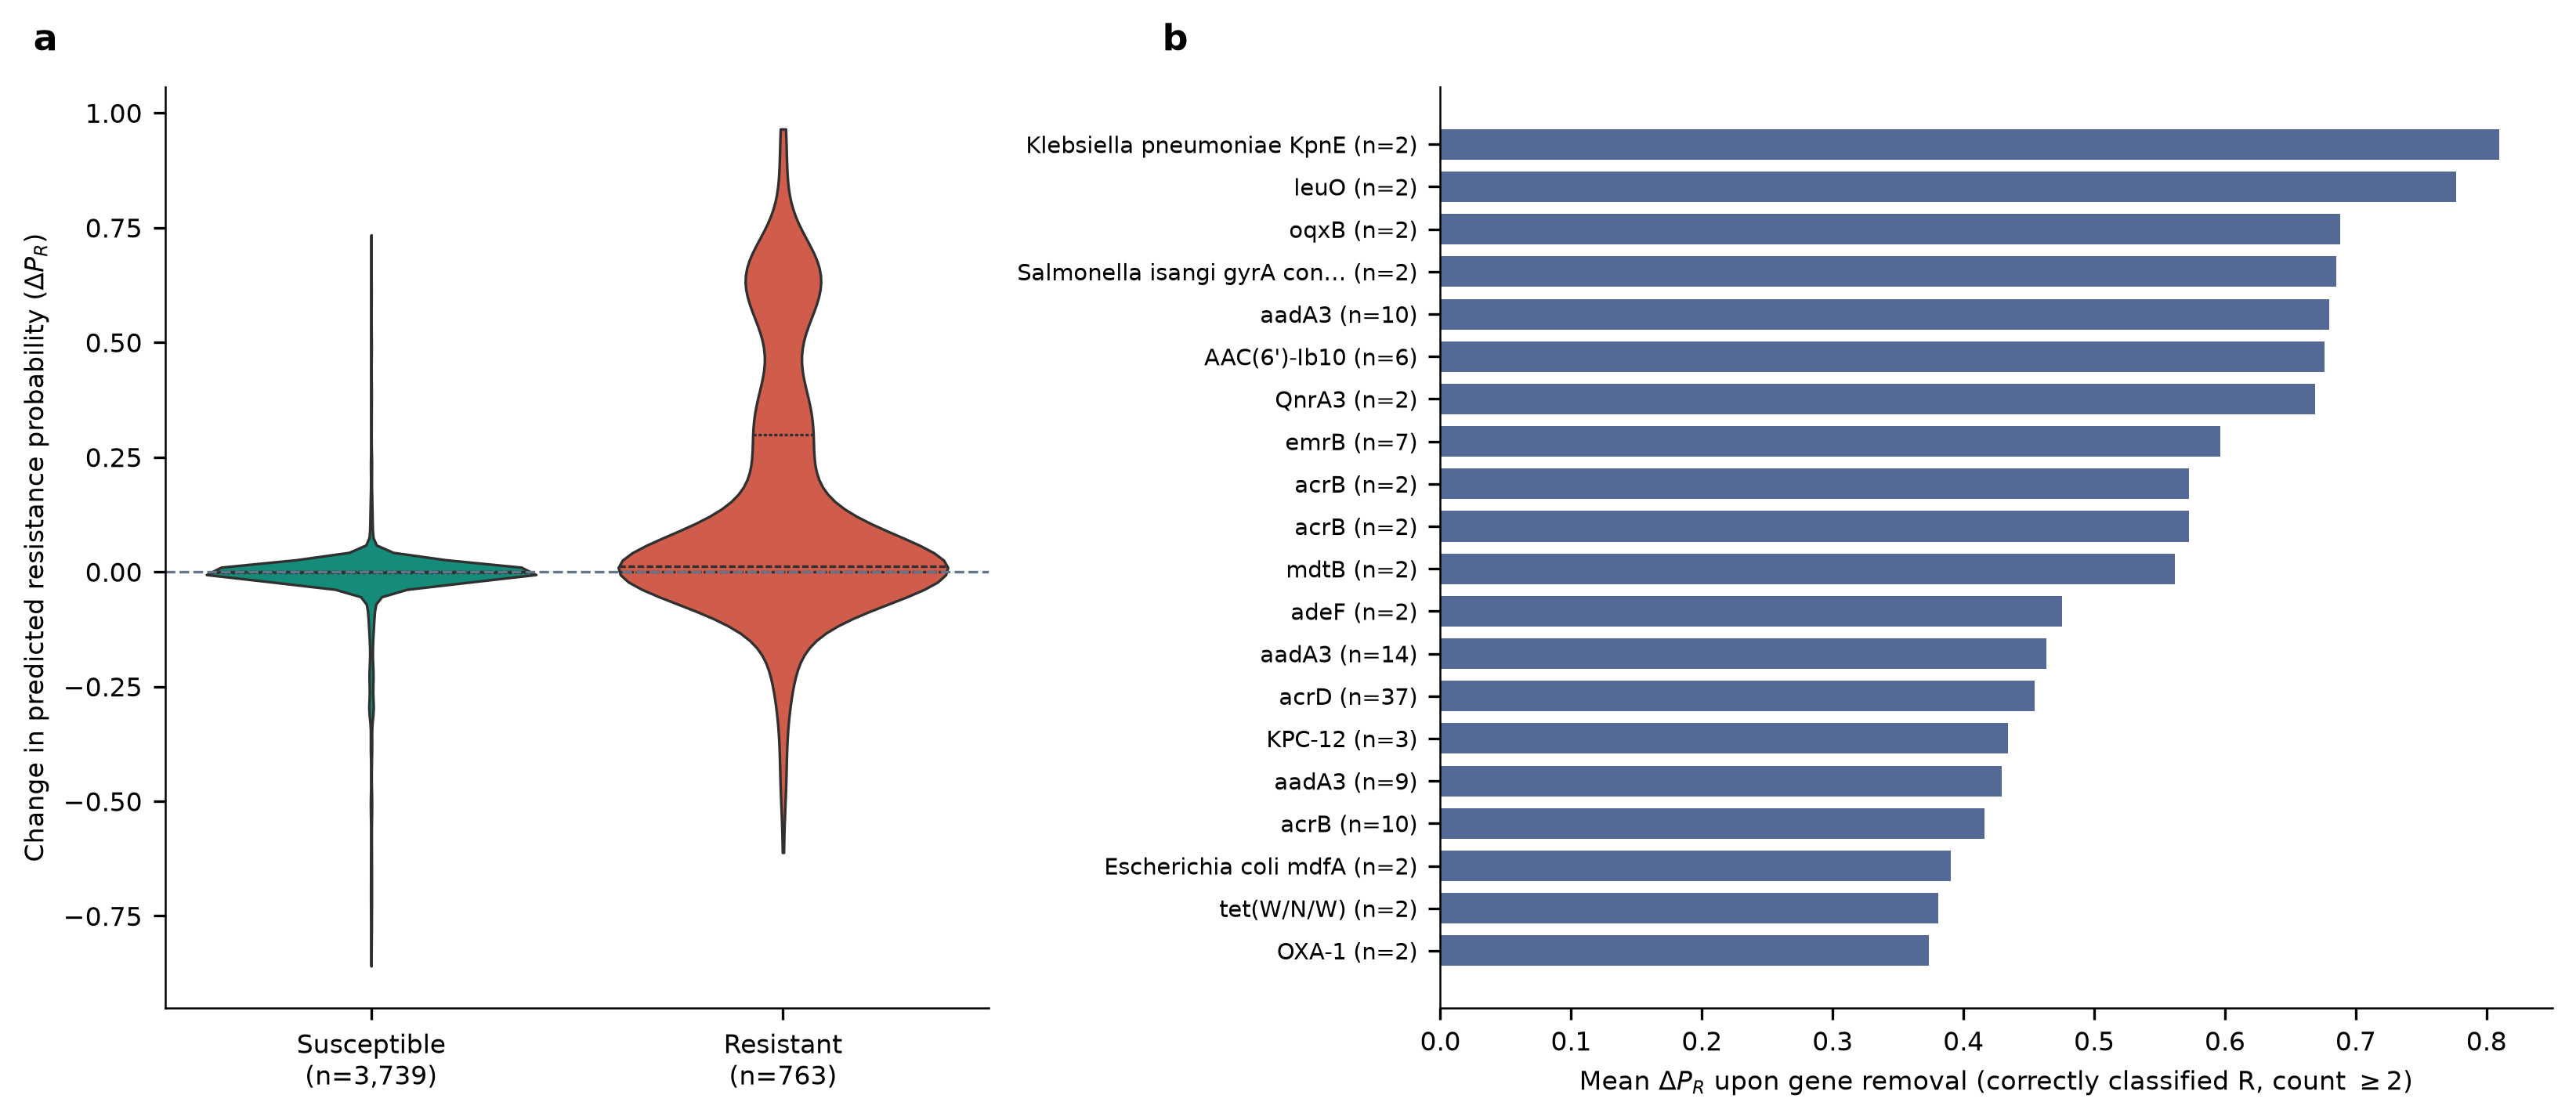 a
Change in predicted resistance probability (ΔP_R)
1.00
0.75
0.50
0.25
0.00
−0.25
−0.50
−0.75
Susceptible
(n=3,739)
Resistant
(n=763)
b
Klebsiella pneumoniae KpnE (n=2)
leuO (n=2)
oqxB (n=2)
Salmonella isangi gyrA con... (n=2)
aadA3 (n=10)
AAC(6')-Ib10 (n=6)
QnrA3 (n=2)
emrB (n=7)
acrB (n=2)
acrB (n=2)
mdtB (n=2)
adeF (n=2)
aadA3 (n=14)
acrD (n=37)
KPC-12 (n=3)
aadA3 (n=9)
acrB (n=10)
Escherichia coli mdfA (n=2)
tet(W/N/W) (n=2)
OXA-1 (n=2)
0.0 0.1 0.2 0.3 0.4 0.5 0.6 0.7 0.8
Mean ΔP_R upon gene removal (correctly classified R, count ≥2)